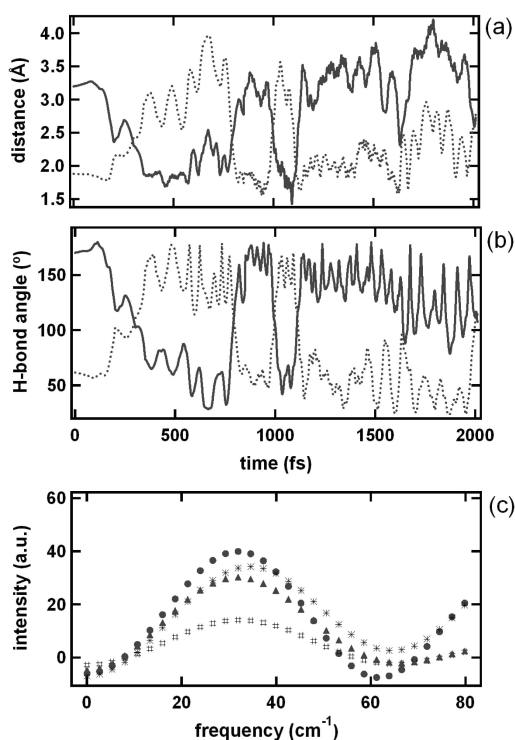 (a)
4.0
3.5
3.0
2.5
2.0
1.5
distance (Å)
(b)
150
100
50
H-bond angle (º)
0
500
1000
1500
2000
time (fs)
(c)
60
40
20
0
intensity (a.u.)
0
20
40
60
80
frequency (cm⁻¹)